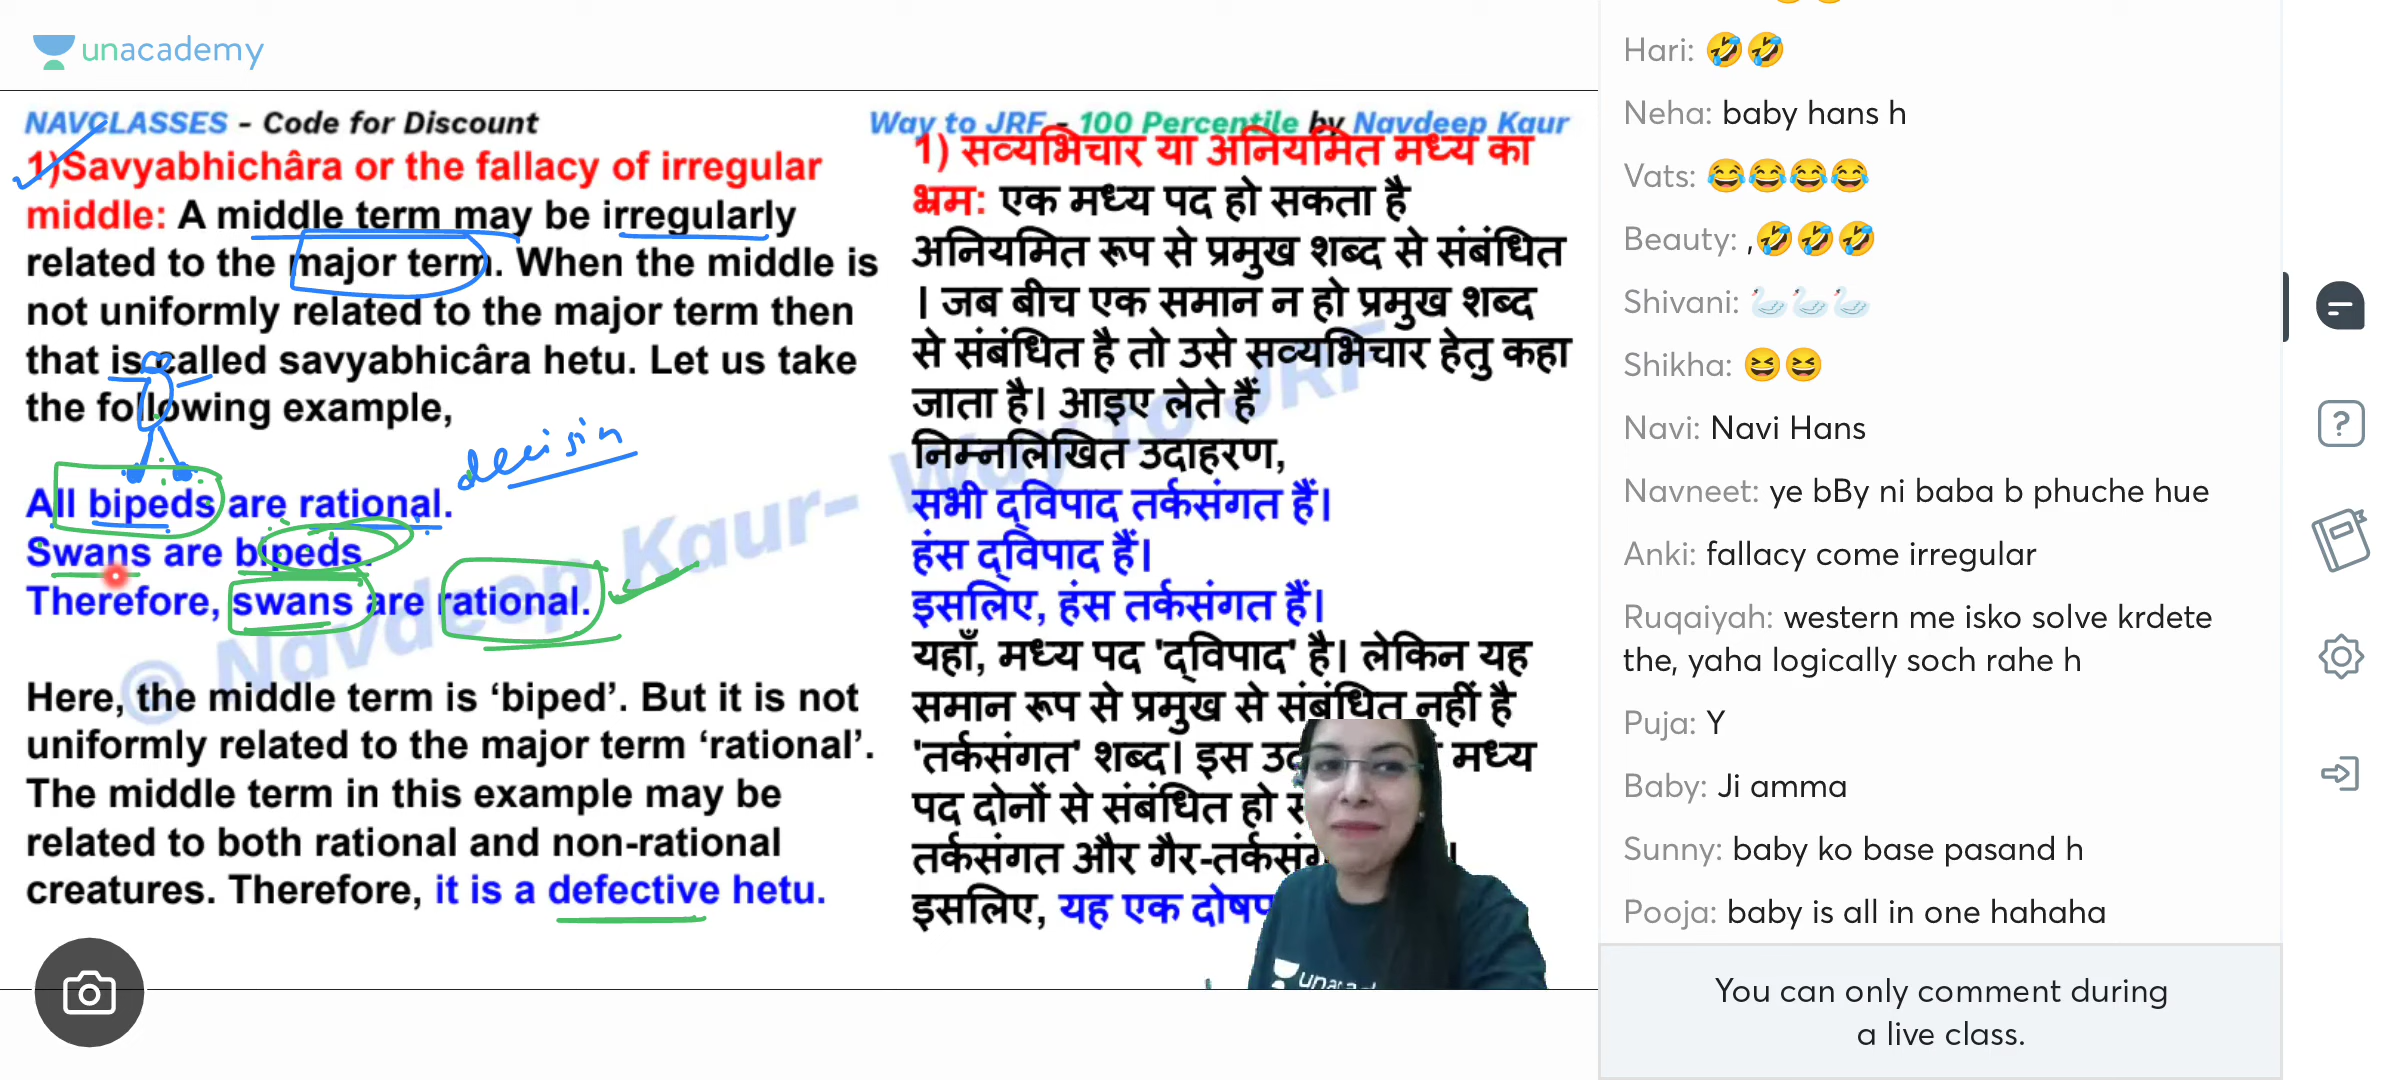 unacademy
NAVCLASSES - Code for Discount
Way to JRF - 100 Percentile by Navdeep Kaur
1)Savyabhichâra or the fallacy of irregular
middle: A middle term may be irregularly
related to the major term. When the middle is
not uniformly related to the major term then
that is called savyabhicâra hetu. Let us take
the following example,
All bipeds are rational.
Swans are bipeds.
Therefore, swans are rational.
Here, the middle term is ‘biped’. But it is not
uniformly related to the major term ‘rational’.
The middle term in this example may be
related to both rational and non-rational
creatures. Therefore, it is a defective hetu.
1) सव्यभिचार या अनियमित मध्य का
भ्रम: एक मध्य पद हो सकता है
अनियमित रूप से प्रमुख शब्द से संबंधित
। जब बीच एक समान न हो प्रमुख शब्द
से संबंधित है तो उसे सव्यभिचार हेतु कहा
जाता है। आइए लेते हैं
निम्नलिखित उदाहरण,
सभी द्विपाद तर्कसंगत हैं।
हंस द्विपाद हैं।
इसलिए, हंस तर्कसंगत हैं।
यहाँ, मध्य पद 'द्विपाद' है। लेकिन यह
समान रूप से प्रमुख से संबंधित नहीं है
'तर्कसंगत' शब्द। इस मध्य
पद दोनों से संबंधित हो
तर्कसंगत और
इसलिए, यह एक
© Navdeep Kaur- Way to JRF
Hari: 🤣🤣
Neha: baby hans h
Vats: 😂😂😂😂
Beauty: ,🤣🤣🤣
Shivani: 🦢🦢🦢
Shikha: 😆😆
Navi: Navi Hans
Navneet: ye bBy ni baba b phuche hue
Anki: fallacy come irregular
Ruqaiyah: western me isko solve krdete
the, yaha logically soch rahe h
Puja: Y
Baby: Ji amma
Sunny: baby ko base pasand h
Pooja: baby is all in one hahaha
You can only comment during
a live class.